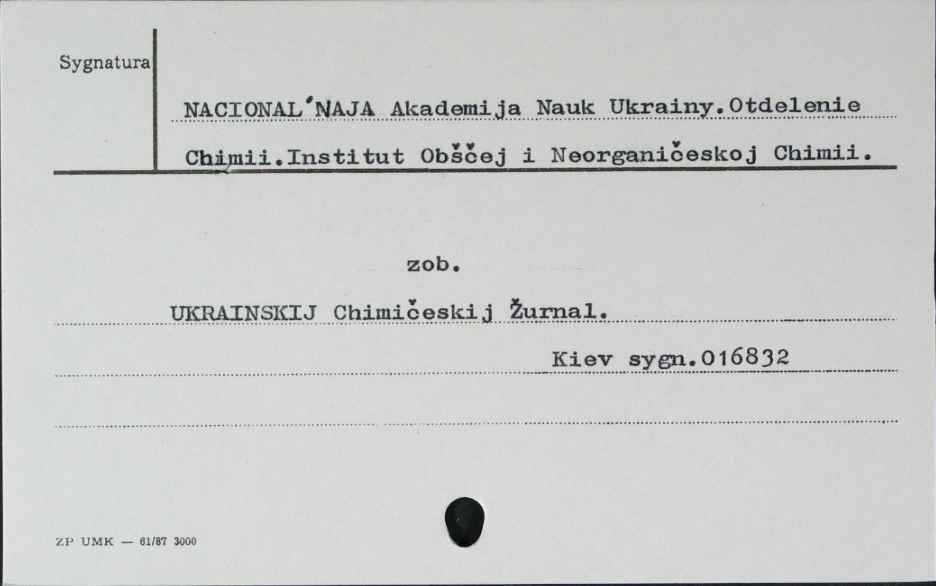 Sygnatura
NACIONAL'NAJA Akademija Nauk Ukrainy.Otdelenie
Chimii.Institut Obščej i Neorganičeskoj Chimii.
zob.
UKRAINSKIJ Chimičeskij Žurnal.
Kiev sygn.016832
ZP UMK — 61/87 3000